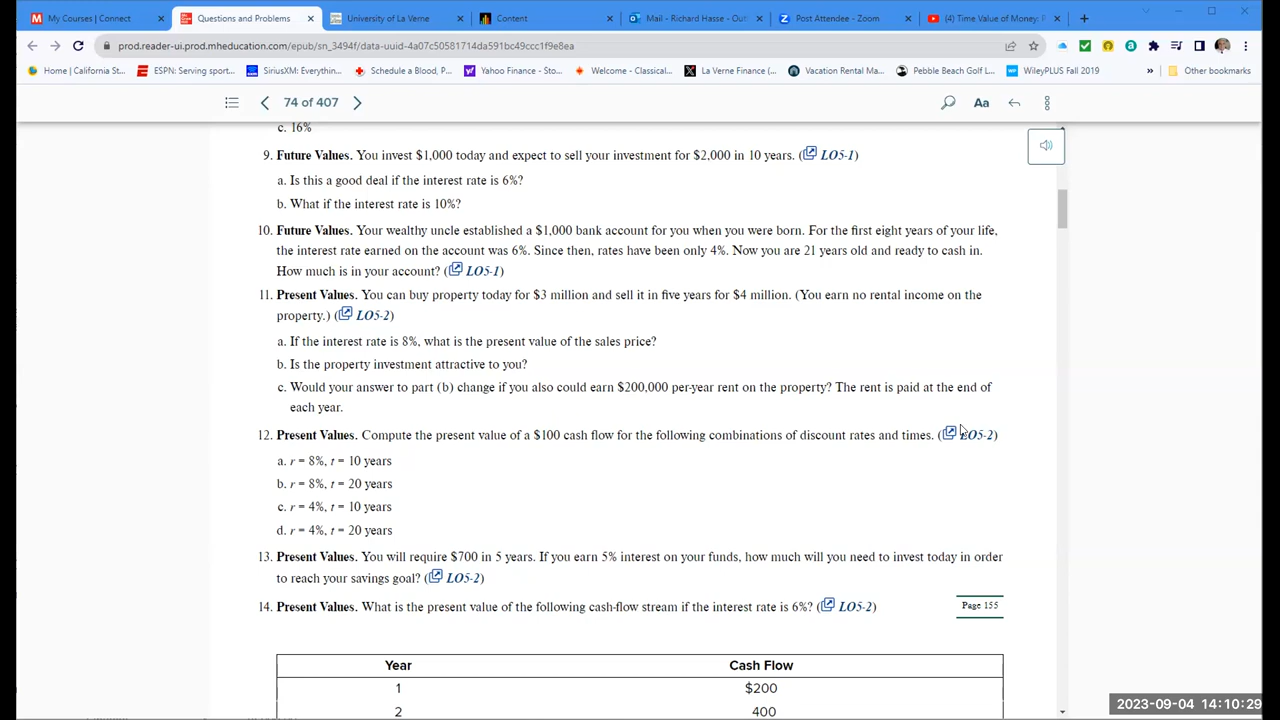 My Courses | Connect
Questions and Problems
University of La Verne
Content
Mail - Richard Hasse - Out
Post Attendee - Zoom
(4) Time Value of Money: P
prod.reader-ui.prod.mheducation.com/epub/sn_3494f/data-uuid-4a07c50581714da591bc49ccc1f9e8ea
Home | California St...
ESPN: Serving sport...
SiriusXM: Everythin...
Schedule a Blood, P...
Yahoo Finance - Sto...
Welcome - Classical...
La Verne Finance (...
Vacation Rental Ma...
Pebble Beach Golf L...
WileyPLUS Fall 2019
»
Other bookmarks
74 of 407
Aa
c. 16%
9. Future Values. You invest $1,000 today and expect to sell your investment for $2,000 in 10 years. (LO5-1)
a. Is this a good deal if the interest rate is 6%?
b. What if the interest rate is 10%?
10. Future Values. Your wealthy uncle established a $1,000 bank account for you when you were born. For the first eight years of your life,
the interest rate earned on the account was 6%. Since then, rates have been only 4%. Now you are 21 years old and ready to cash in.
How much is in your account? (LO5-1)
11. Present Values. You can buy property today for $3 million and sell it in five years for $4 million. (You earn no rental income on the
property.) (LO5-2)
a. If the interest rate is 8%, what is the present value of the sales price?
b. Is the property investment attractive to you?
c. Would your answer to part (b) change if you also could earn $200,000 per-year rent on the property? The rent is paid at the end of
each year.
12. Present Values. Compute the present value of a $100 cash flow for the following combinations of discount rates and times. (LO5-2)
a. r = 8%, t = 10 years
b. r = 8%, t = 20 years
c. r = 4%, t = 10 years
d. r = 4%, t = 20 years
13. Present Values. You will require $700 in 5 years. If you earn 5% interest on your funds, how much will you need to invest today in order
to reach your savings goal? (LO5-2)
14. Present Values. What is the present value of the following cash-flow stream if the interest rate is 6%? (LO5-2)
Page 155
Year Cash Flow
1 $200
2 400
2023-09-04 14:10:29